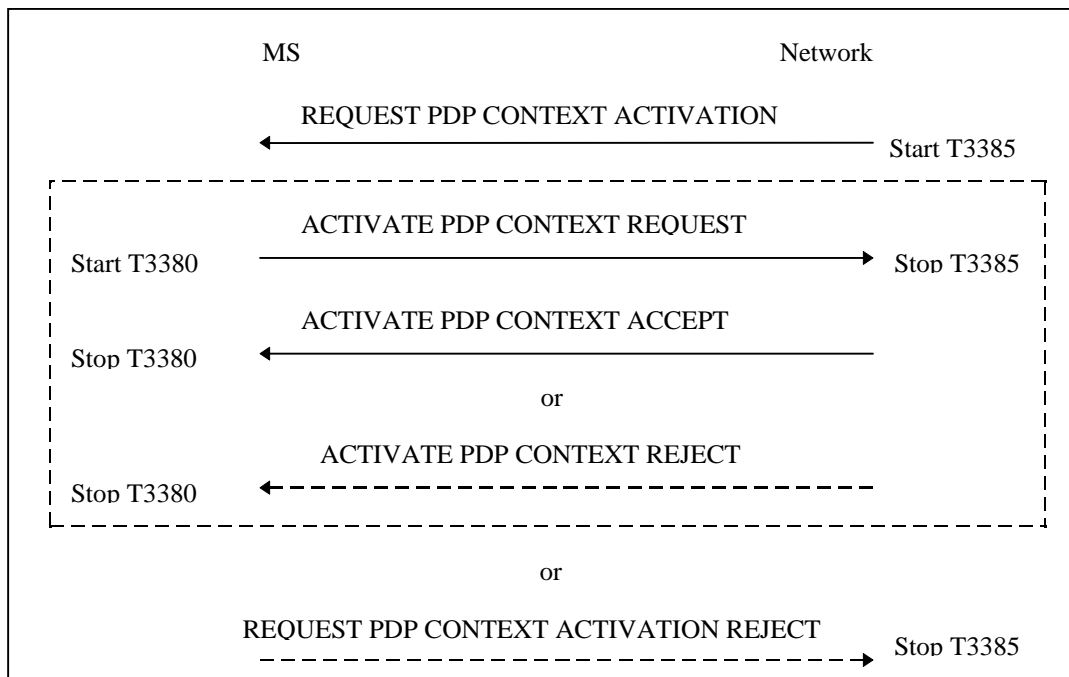 MS Network
REQUEST PDP CONTEXT ACTIVATION
Start T3385
ACTIVATE PDP CONTEXT REQUEST
Start T3380 Stop T3385
ACTIVATE PDP CONTEXT ACCEPT
Stop T3380
or
ACTIVATE PDP CONTEXT REJECT
Stop T3380
or
REQUEST PDP CONTEXT ACTIVATION REJECT
Stop T3385